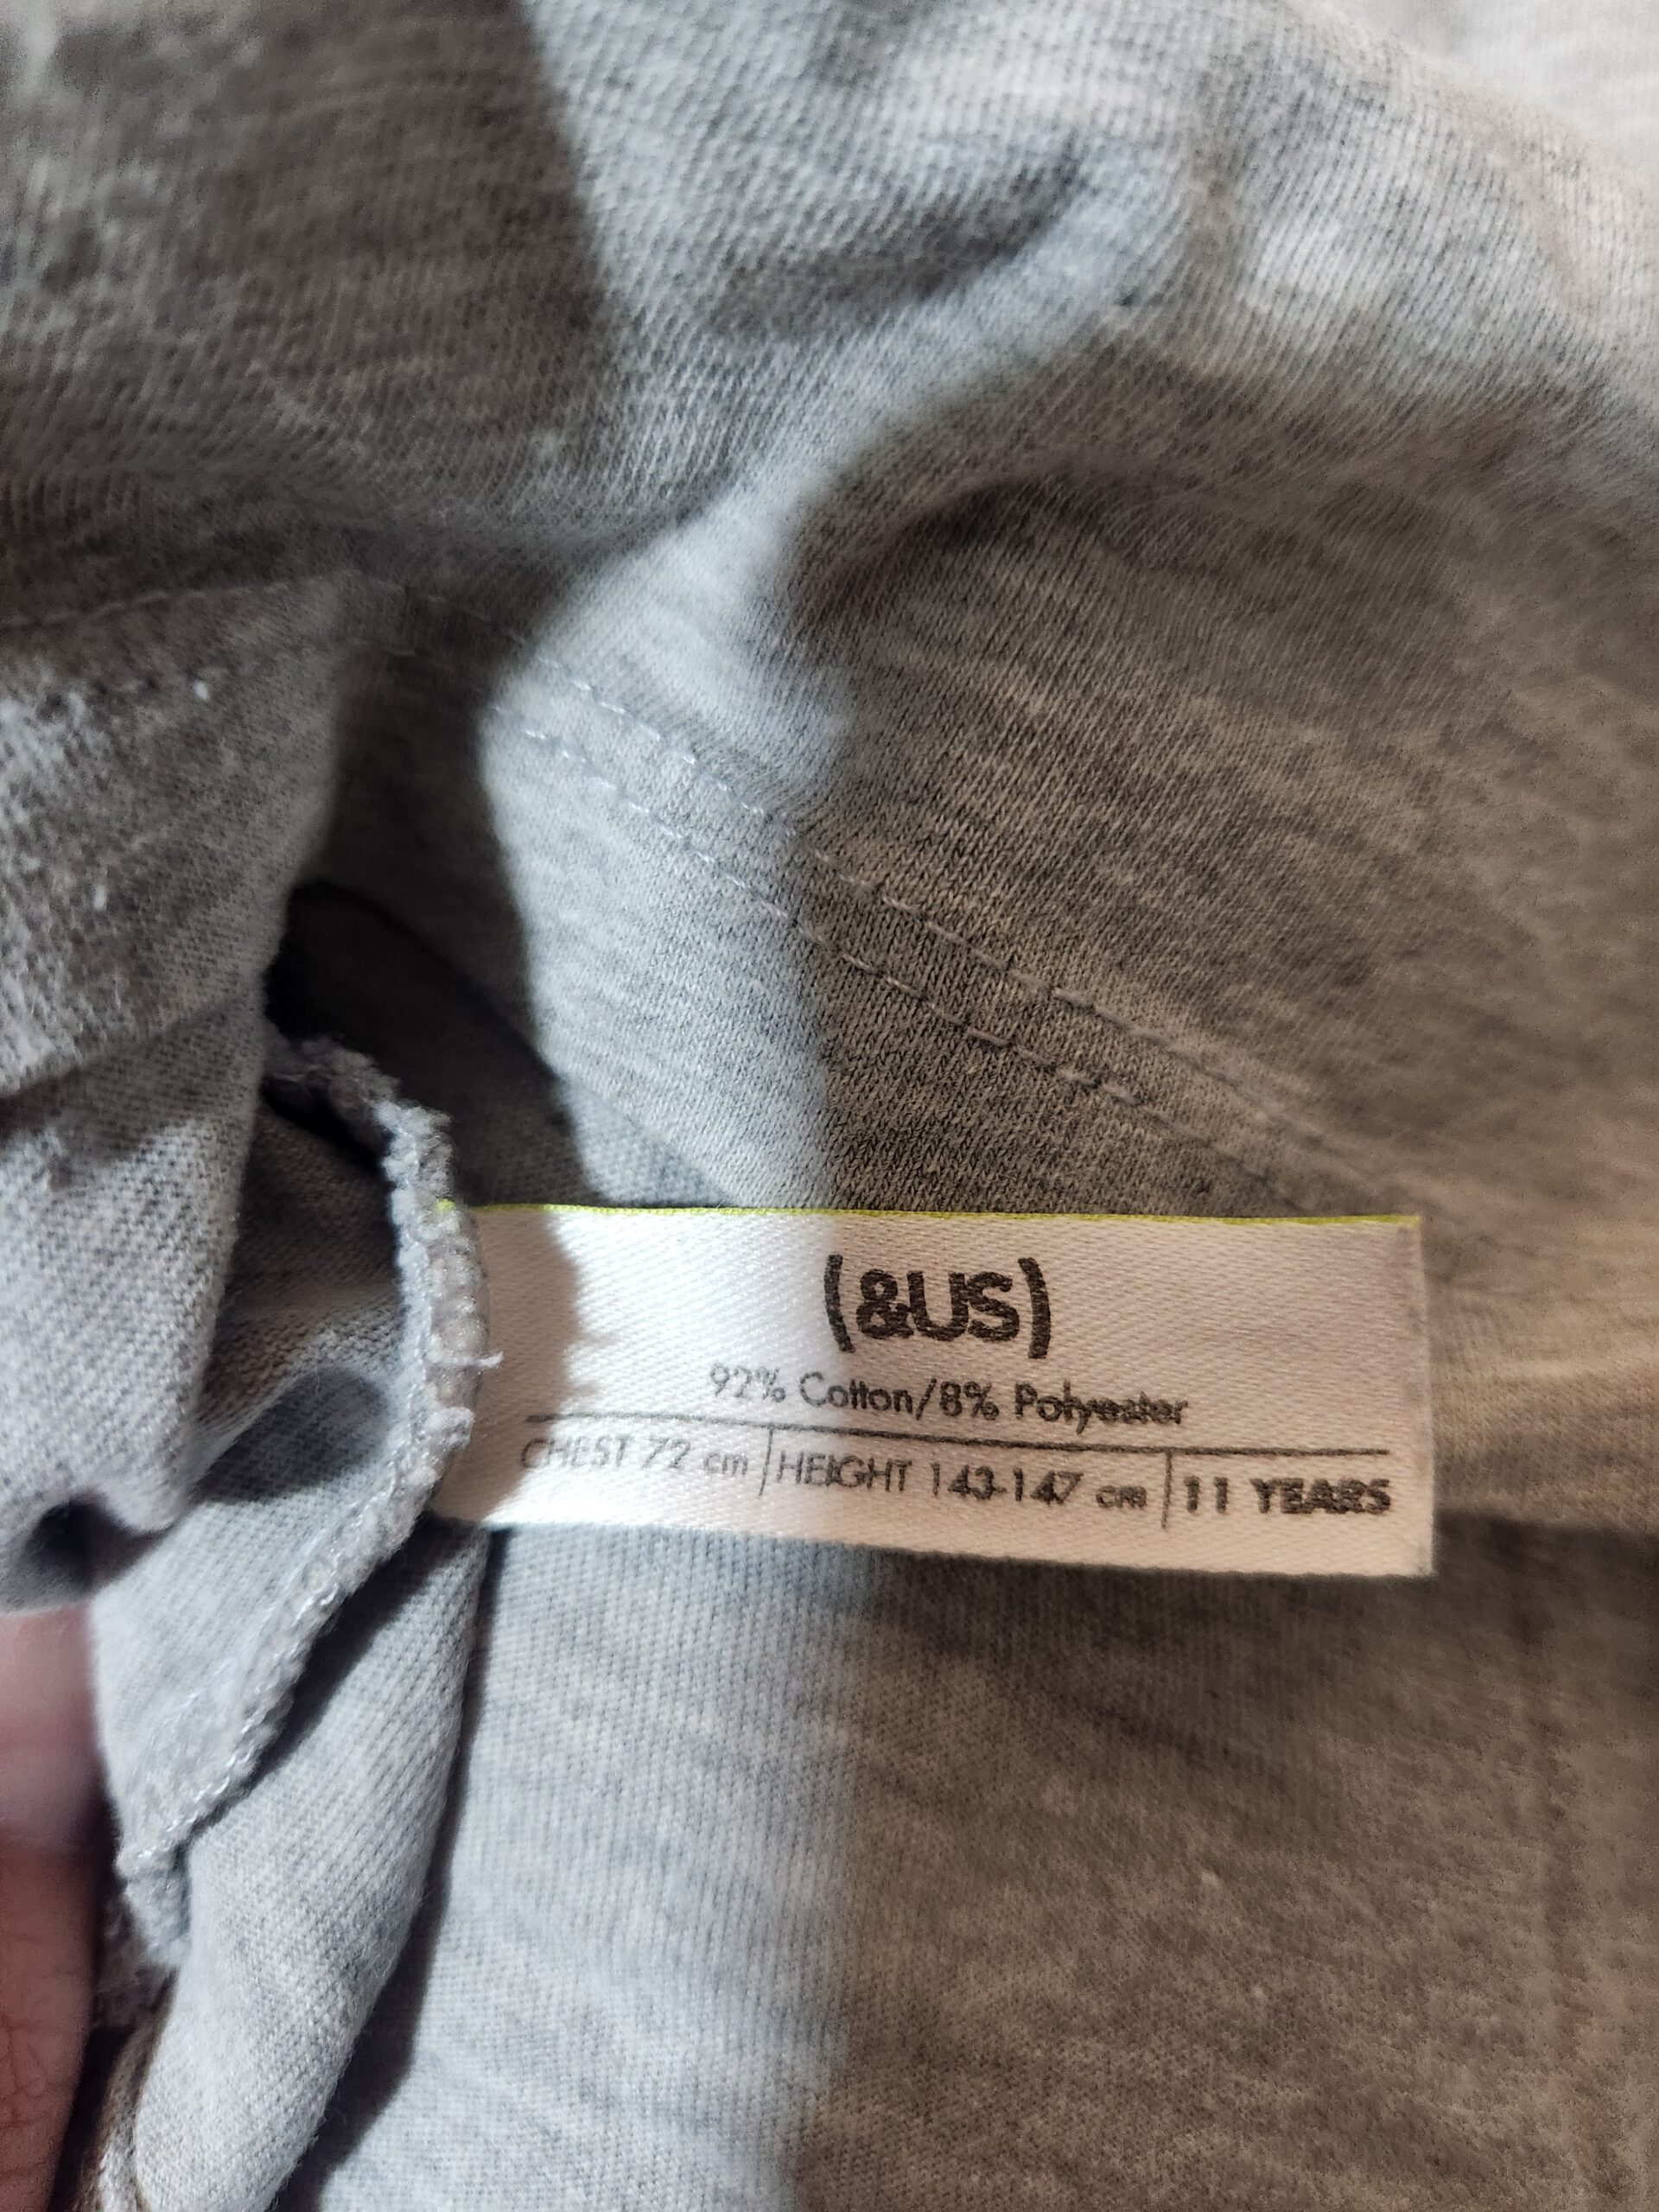 (&US)
92% Cotton/8% Polyester
CHEST 72 cm | HEIGHT 143-147 cm | 11 YEARS